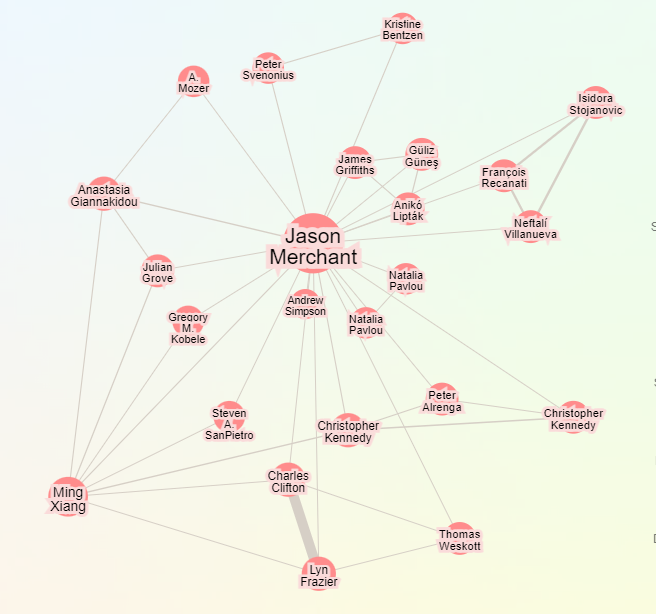 Kristine
Bentzen
Peter
Svenonius
A.
Mozer
Isidora
Stojanovic
James
Griffiths
Güliz
Güneş
François
Recanati
Anastasia
Giannakidou
Anikó
Lipták
Neftalí
Villanueva
Jason
Merchant
Julian
Grove
Natalia
Pavlou
Andrew
Simpson
Natalia
Pavlou
Gregory
M.
Kobele
Peter
Alrenga
Steven
A.
SanPietro
Christopher
Kennedy
Christopher
Kennedy
Charles
Clifton
Ming
Xiang
Thomas
Weskott
Lyn
Frazier